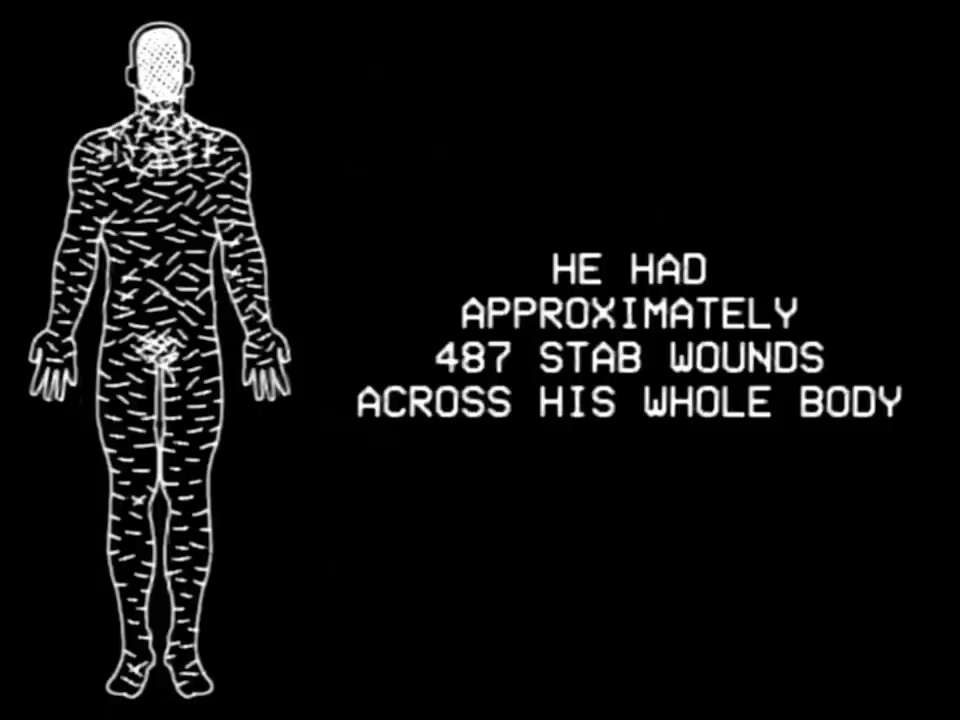 HE HAD
APPROXIMATELY
487 STAB WOUNDS
ACROSS HIS WHOLE BODY